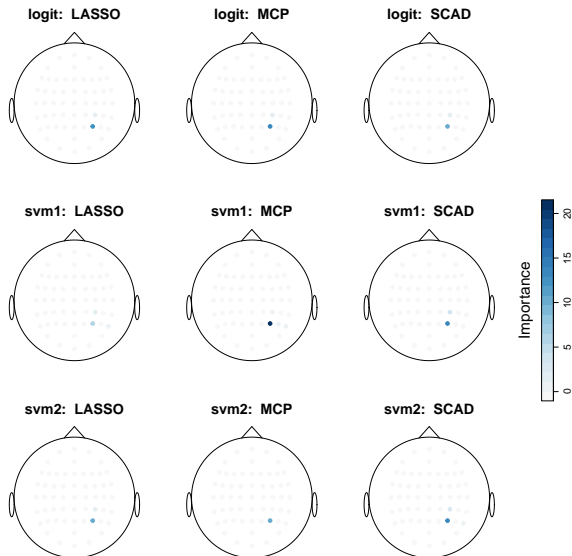 logit: LASSO
logit: MCP
logit: SCAD
svm1: LASSO
svm1: MCP
svm1: SCAD
svm2: LASSO
svm2: MCP
svm2: SCAD
Importance
0
5
10
15
20